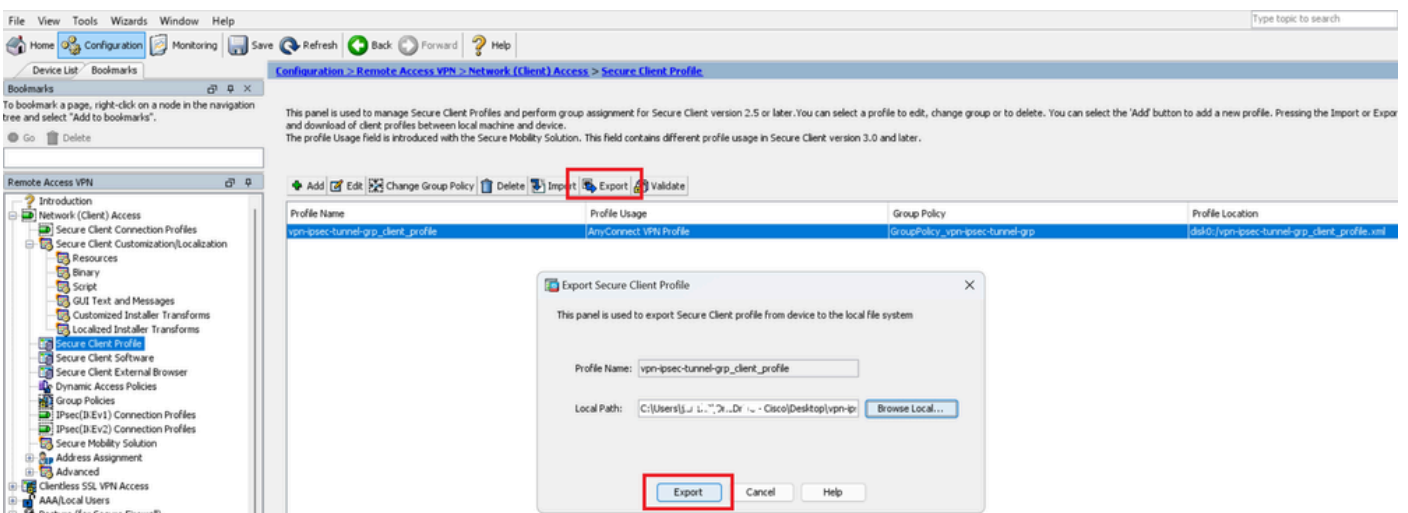 File View Tools Wizards Window Help
Type topic to search
Home Configuration Monitoring Save Refresh Back Forward Help
Device List Bookmarks
Configuration > Remote Access VPN > Network (Client) Access > Secure Client Profile
Bookmarks
To bookmark a page, right-click on a node in the navigation
tree and select "Add to bookmarks".
Go Delete
This panel is used to manage Secure Client Profiles and perform group assignment for Secure Client version 2.5 or later.You can select a profile to edit, change group or to delete. You can select the 'Add' button to add a new profile. Pressing the Import or Expor
and download of client profiles between local machine and device.
The profile Usage field is introduced with the Secure Mobility Solution. This field contains different profile usage in Secure Client version 3.0 and later.
Remote Access VPN
Add Edit Change Group Policy Delete Import Export Validate
Profile Name Profile Usage Group Policy Profile Location
vpn-ipsec-tunnel-grp_client_profile AnyConnect VPN Profile GroupPolicy_vpn-ipsec-tunnel-grp disk0:/vpn-ipsec-tunnel-grp_client_profile.xml
Introduction
Network (Client) Access
Secure Client Connection Profiles
Secure Client Customization/Localization
Resources
Binary
Script
GUI Text and Messages
Customized Installer Transforms
Localized Installer Transforms
Secure Client Profile
Secure Client Software
Secure Client External Browser
Dynamic Access Policies
Group Policies
IPsec(IKEv1) Connection Profiles
IPsec(IKEv2) Connection Profiles
Secure Mobility Solution
Address Assignment
Advanced
Clientless SSL VPN Access
AAA/Local Users
Export Secure Client Profile
This panel is used to export Secure Client profile from device to the local file system
Profile Name: vpn-ipsec-tunnel-grp_client_profile
Local Path: C:\Users\ - Cisco\Desktop\vpn-ip Browse Local...
Export Cancel Help